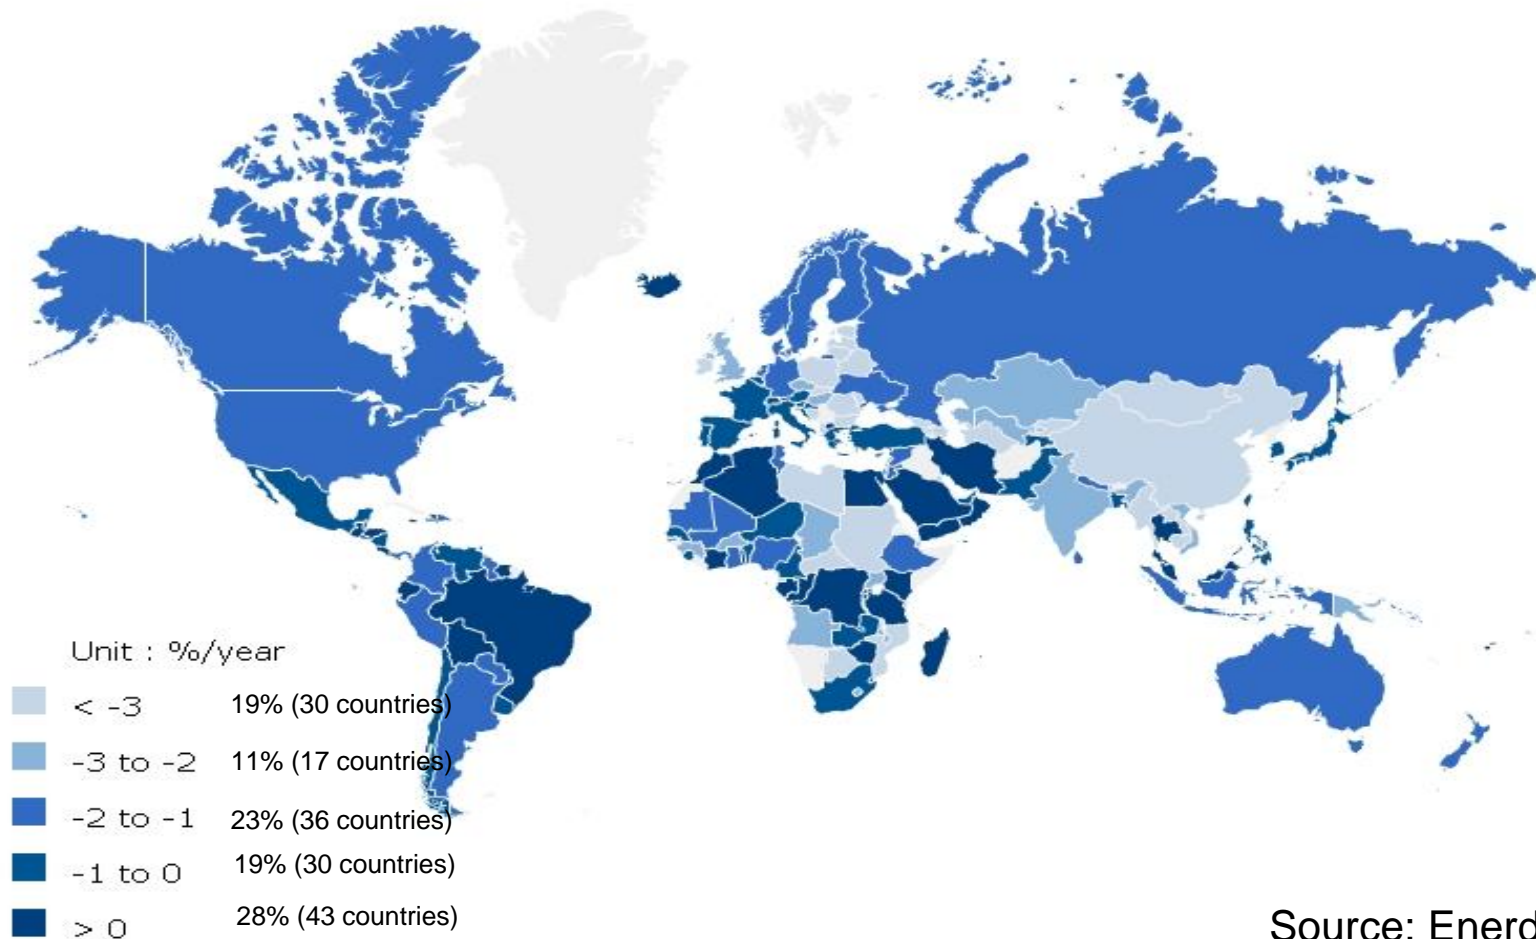 Unit : %/year
< -3 19% (30 countries)
-3 to -2 11% (17 countries)
-2 to -1 23% (36 countries)
-1 to 0 19% (30 countries)
> 0 28% (43 countries)
Source: Enerd